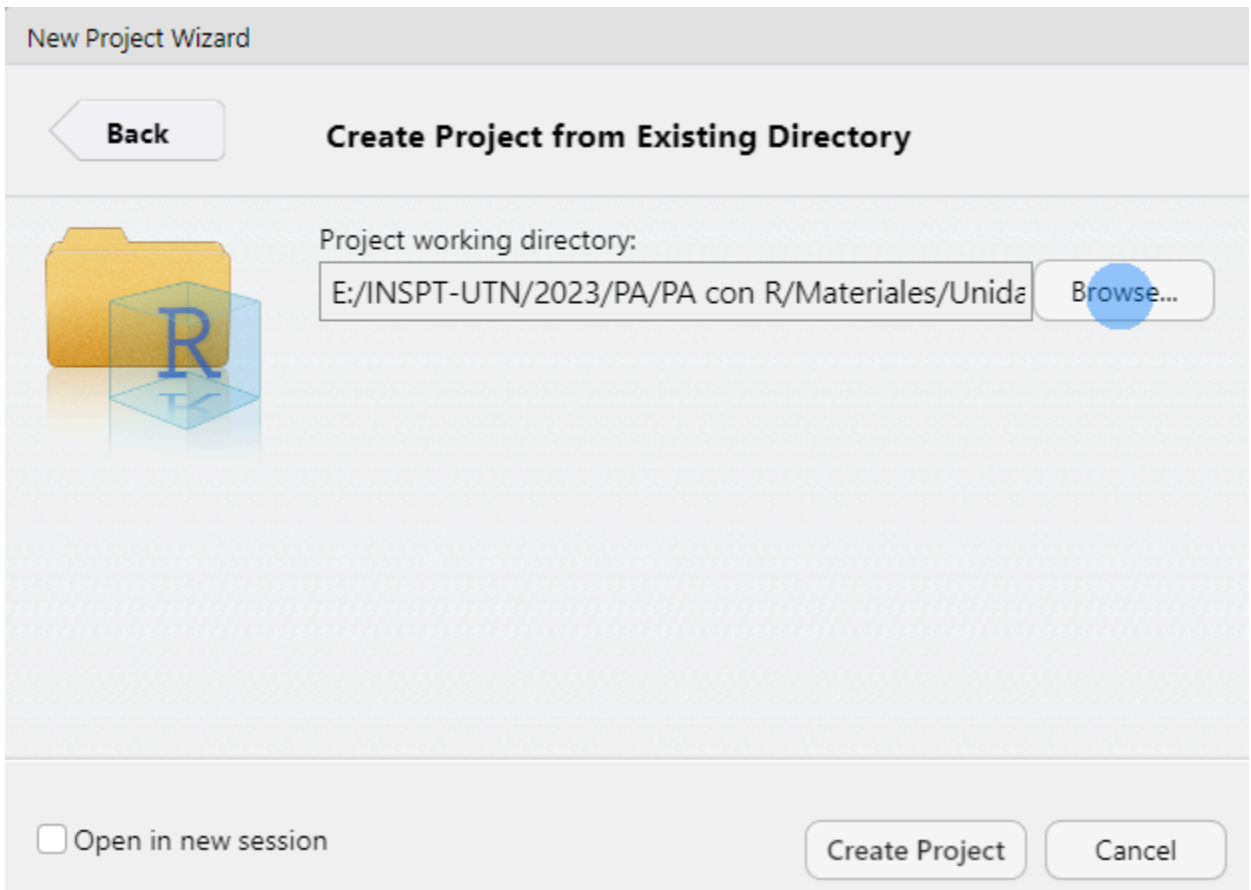 New Project Wizard
Back
Create Project from Existing Directory
Project working directory:
E:/INSPT-UTN/2023/PA/PA con R/Materiales/Unida
Browse...
R
Open in new session
Create Project
Cancel